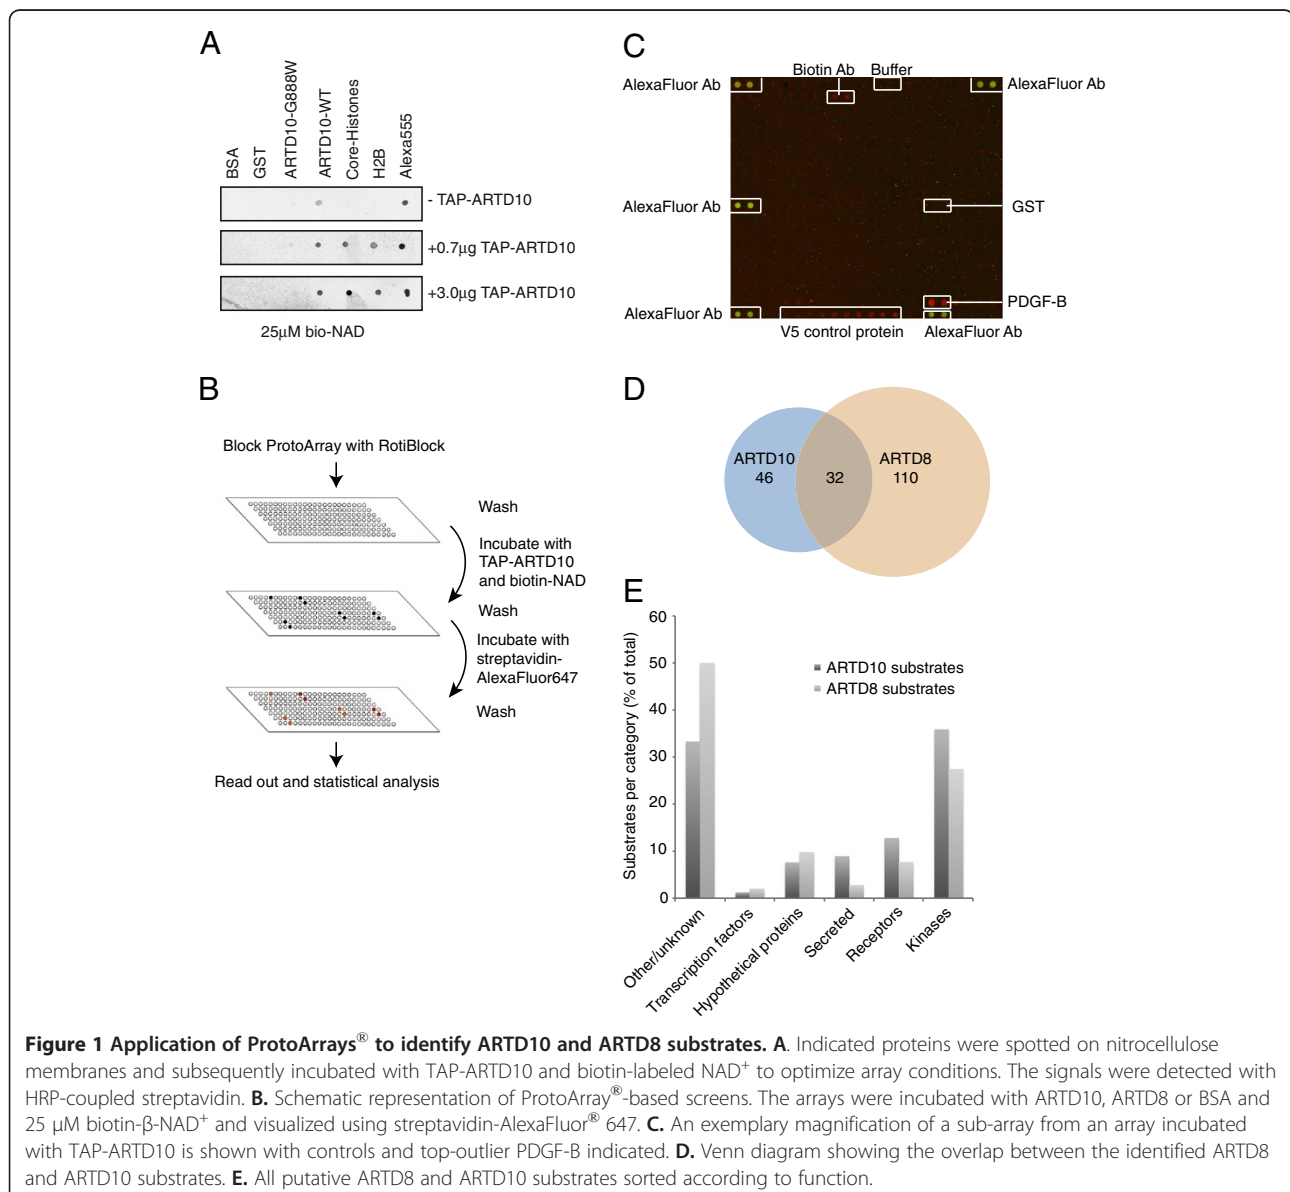 A
BSA
GST
ARTD10-G888W
ARTD10-WT
Core-Histones
H2B
Alexa555
- TAP-ARTD10
+0.7µg TAP-ARTD10
+3.0µg TAP-ARTD10
25µM bio-NAD
B
Block ProtoArray with RotiBlock
Wash
Incubate with
TAP-ARTD10
and biotin-NAD
Wash
Incubate with
streptavidin-
AlexaFluor647
Wash
Read out and statistical analysis
C
Biotin Ab
Buffer
AlexaFluor Ab
AlexaFluor Ab
AlexaFluor Ab
GST
PDGF-B
AlexaFluor Ab
V5 control protein
AlexaFluor Ab
D
ARTD10
46
32
ARTD8
110
E
Substrates per category (% of total)
60
50
40
30
20
10
0
ARTD10 substrates
ARTD8 substrates
Other/unknown
Transcription factors
Hypothetical proteins
Secreted
Receptors
Kinases
Figure 1 Application of ProtoArrays® to identify ARTD10 and ARTD8 substrates. A. Indicated proteins were spotted on nitrocellulose
membranes and subsequently incubated with TAP-ARTD10 and biotin-labeled NAD⁺ to optimize array conditions. The signals were detected with
HRP-coupled streptavidin. B. Schematic representation of ProtoArray®-based screens. The arrays were incubated with ARTD10, ARTD8 or BSA and
25 µM biotin-β-NAD⁺ and visualized using streptavidin-AlexaFluor® 647. C. An exemplary magnification of a sub-array from an array incubated
with TAP-ARTD10 is shown with controls and top-outlier PDGF-B indicated. D. Venn diagram showing the overlap between the identified ARTD8
and ARTD10 substrates. E. All putative ARTD8 and ARTD10 substrates sorted according to function.